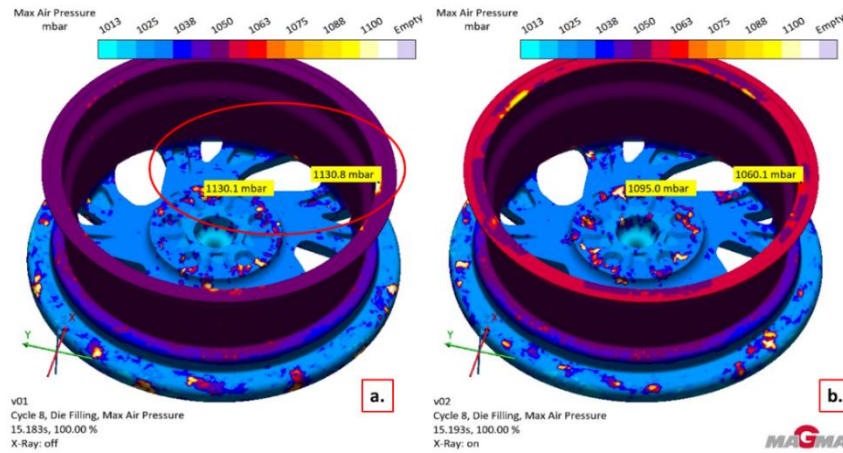 Max Air Pressure
mbar
1013 1025 1038 1050 1063 1075 1088 1100 Empty
1130.1 mbar
1130.8 mbar
Y
X
v01
Cycle 8, Die Filling, Max Air Pressure
15.183s, 100.00 %
X-Ray: off
a.
Max Air Pressure
mbar
1013 1025 1038 1050 1063 1075 1088 1100 Empty
1095.0 mbar
1060.1 mbar
Y
X
v02
Cycle 8, Die Filling, Max Air Pressure
15.193s, 100.00 %
X-Ray: on
b.
MAGMA